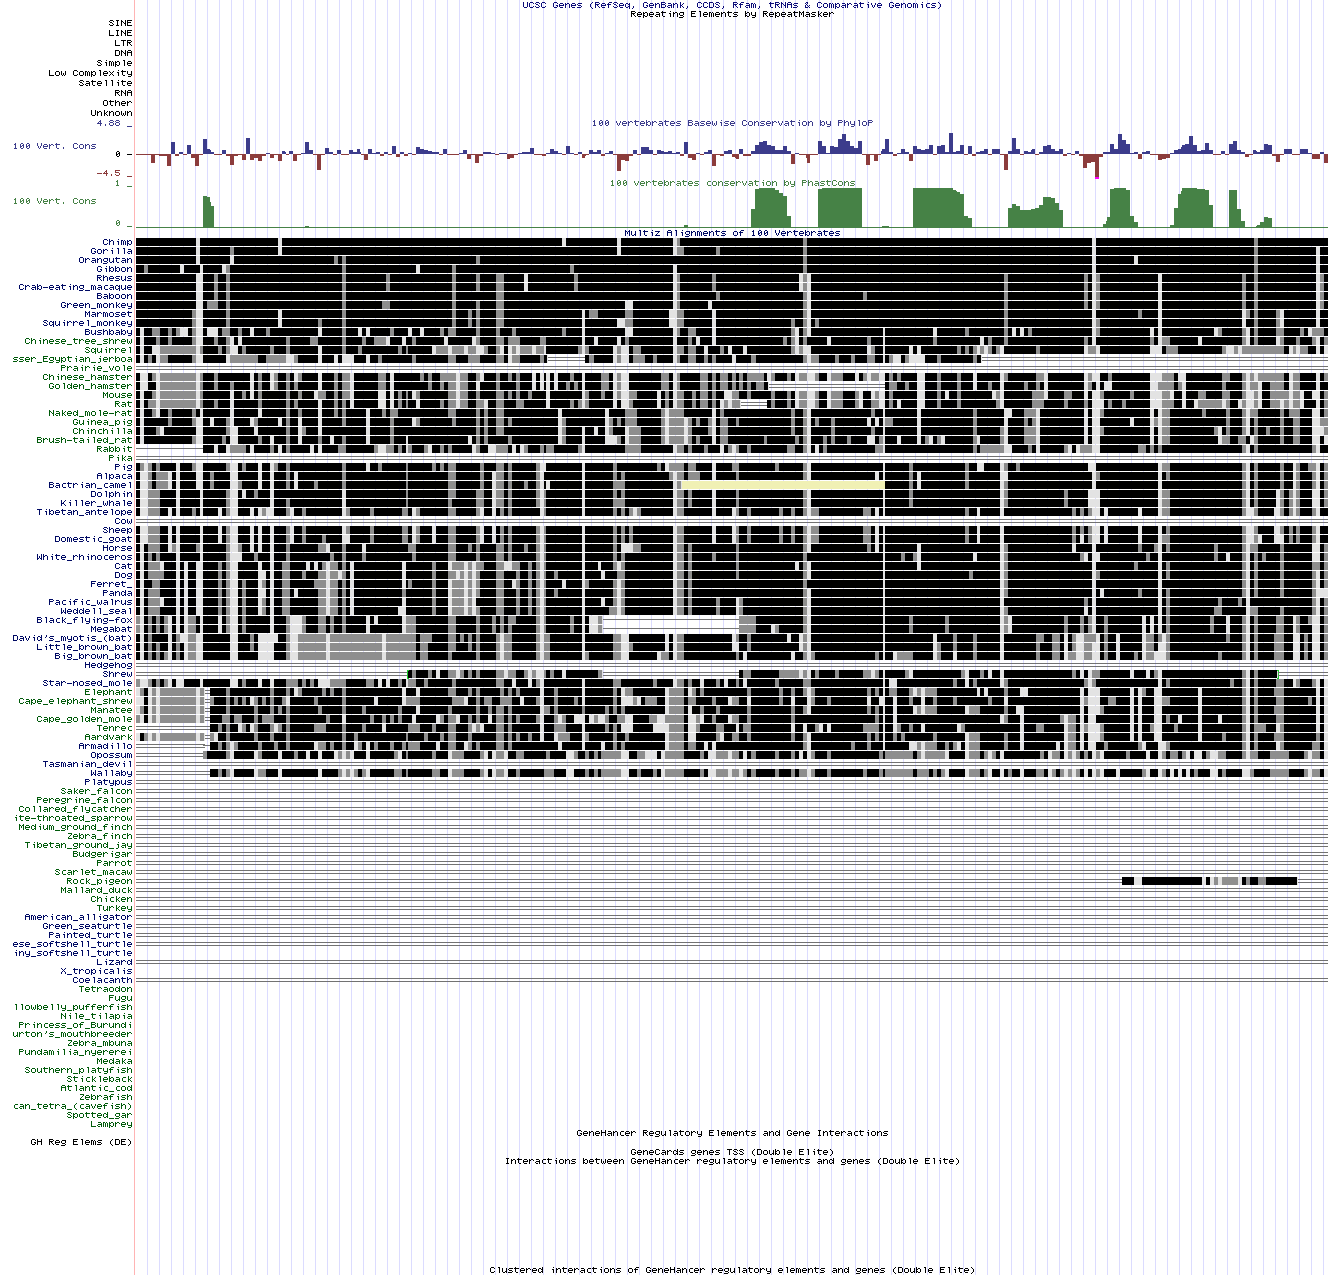 UCSC Genes (RefSeq, GenBank, CCDS, Rfam, tRNAs & Comparative Genomics)
Repeating Elements by RepeatMasker
SINE
LINE
LTR
DNA
Simple
Low Complexity
Satellite
RNA
Other
Unknown
4.88 _
100 vertebrates Basewise Conservation by PhyloP
100 Vert. Cons
0 -
-4.5 _
100 vertebrates conservation by PhastCons
1 _
100 Vert. Cons
0 _
Multiz Alignments of 100 Vertebrates
Chimp
Gorilla
Orangutan
Gibbon
Rhesus
Crab-eating_macaque
Baboon
Green_monkey
Marmoset
Squirrel_monkey
Bushbaby
Chinese_tree_shrew
Squirrel
sser_Egyptian_jerboa
Prairie_vole
Chinese_hamster
Golden_hamster
Mouse
Rat
Naked_mole-rat
Guinea_pig
Chinchilla
Brush-tailed_rat
Rabbit
Pika
Pig
Alpaca
Bactrian_camel
Dolphin
Killer_whale
Tibetan_antelope
Cow
Sheep
Domestic_goat
Horse
White_rhinoceros
Cat
Dog
Ferret_
Panda
Pacific_walrus
Weddell_seal
Black_flying-fox
Megabat
David's_myotis_(bat)
Little_brown_bat
Big_brown_bat
Hedgehog
Shrew
Star-nosed_mole
Elephant
Cape_elephant_shrew
Manatee
Cape_golden_mole
Tenrec
Aardvark
Armadillo
Opossum
Tasmanian_devil
Wallaby
Platypus
Saker_falcon
Peregrine_falcon
Collared_flycatcher
ite-throated_sparrow
Medium_ground_finch
Zebra_finch
Tibetan_ground_jay
Budgerigar
Parrot
Scarlet_macaw
Rock_pigeon
Mallard_duck
Chicken
Turkey
American_alligator
Green_seaturtle
Painted_turtle
ese_softshell_turtle
iny_softshell_turtle
Lizard
X_tropicalis
Coelacanth
Tetraodon
Fugu
llowbelly_pufferfish
Nile_tilapia
Princess_of_Burundi
urton's_mouthbreeder
Zebra_mbuna
Pundamilia_nyererei
Medaka
Southern_platyfish
Stickleback
Atlantic_cod
Zebrafish
can_tetra_(cavefish)
Spotted_gar
Lamprey
GeneHancer Regulatory Elements and Gene Interactions
GH Reg Elems (DE)
GeneCards genes TSS (Double Elite)
Interactions between GeneHancer regulatory elements and genes (Double Elite)
Clustered interactions of GeneHancer regulatory elements and genes (Double Elite)